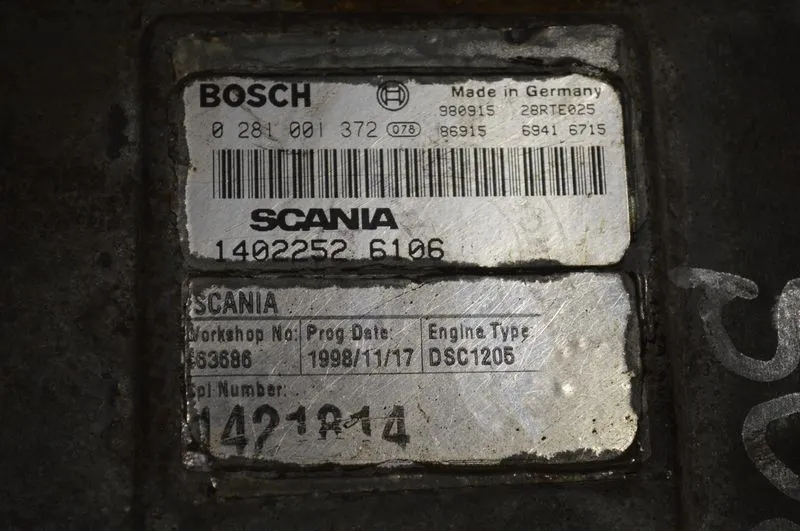 BOSCH Made in Germany
980915 28RTE025
0 281 001 372 078 86915 6941 6715
SCANIA
1402252 6106
SCANIA
Workshop No: Prog Date: Engine Type
63686 1998/11/17 DSC1205
Number: